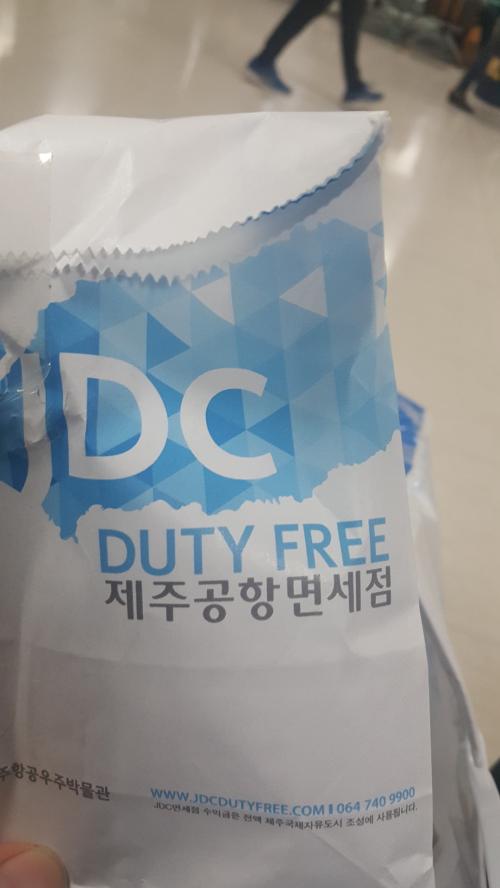 JDC
DUTY FREE
제주공항면세점
주항공우주박물관
WWW.JDCDUTYFREE.COM I 064 740 9900
JDC면세점 수익금은 전액 제주국제자유도시 조성에 사용됩니다.